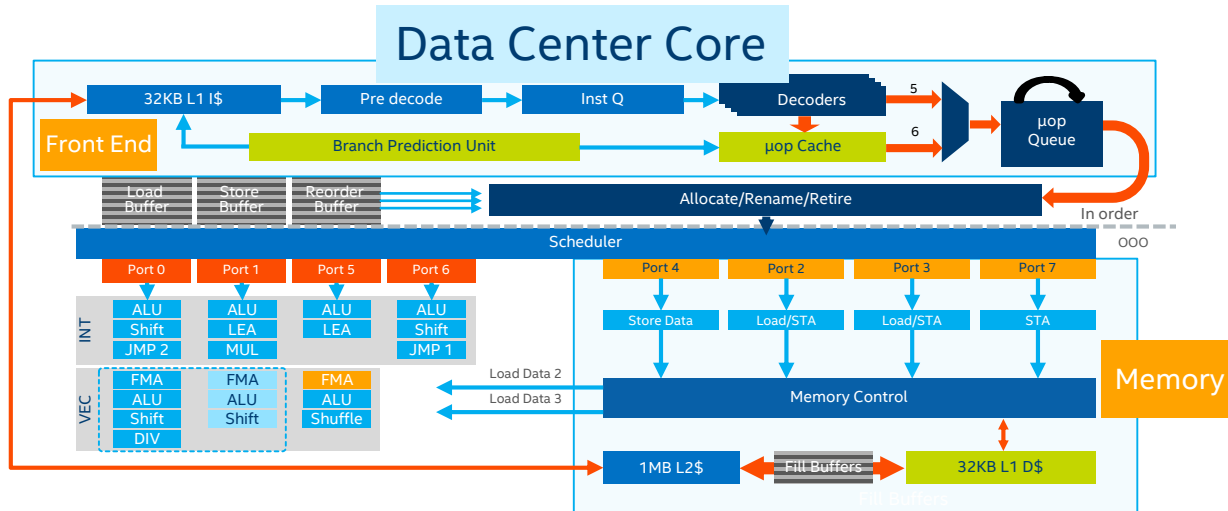 Data Center Core
32KB L1 I$
Pre decode
Inst Q
Decoders
5
Front End
Branch Prediction Unit
μop Cache
6
μop
Queue
Load
Buffer
Store
Buffer
Reorder
Buffer
Allocate/Rename/Retire
In order
Scheduler
OOO
Port 0
Port 1
Port 5
Port 6
Port 4
Port 2
Port 3
Port 7
INT
ALU
Shift
JMP 2
ALU
LEA
MUL
ALU
LEA
ALU
Shift
JMP 1
Store Data
Load/STA
Load/STA
STA
VEC
FMA
ALU
Shift
DIV
FMA
ALU
Shift
FMA
ALU
Shuffle
Load Data 2
Load Data 3
Memory Control
Memory
1MB L2$
Fill Buffers
32KB L1 D$
Fill Buffers